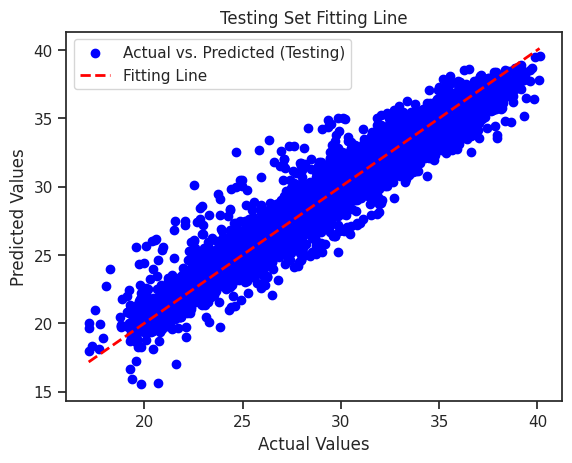 Testing Set Fitting Line
Actual vs. Predicted (Testing)
Fitting Line
Predicted Values
40
35
30
25
20
15
20 25 30 35 40
Actual Values